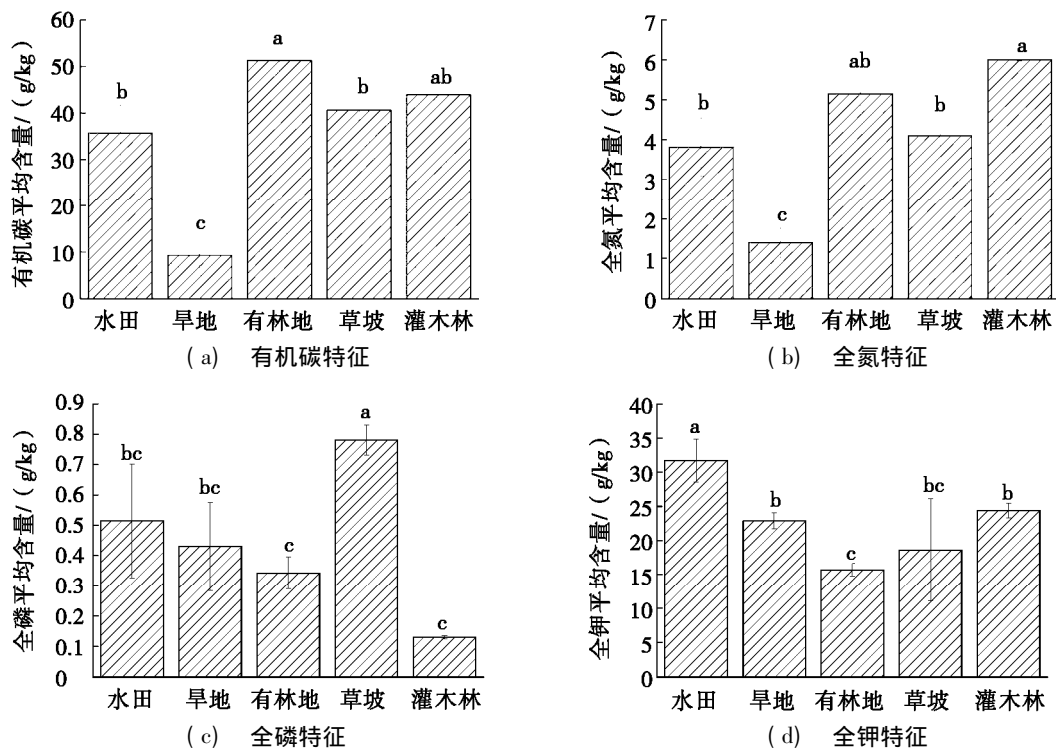 有机碳平均含量/(g/kg)
60
50
40
30
20
10
0
b
c
a
b
ab
水田 旱地 有林地 草坡 灌木林
(a) 有机碳特征
全氮平均含量/(g/kg)
7
6
5
4
3
2
1
0
b
c
ab
b
a
水田 旱地 有林地 草坡 灌木林
(b) 全氮特征
全磷平均含量/(g/kg)
0.9
0.8
0.7
0.6
0.5
0.4
0.3
0.2
0.1
0
bc
bc
c
a
c
水田 旱地 有林地 草坡 灌木林
(c) 全磷特征
全钾平均含量/(g/kg)
40
35
30
25
20
15
10
5
0
a
b
c
bc
b
水田 旱地 有林地 草坡 灌木林
(d) 全钾特征